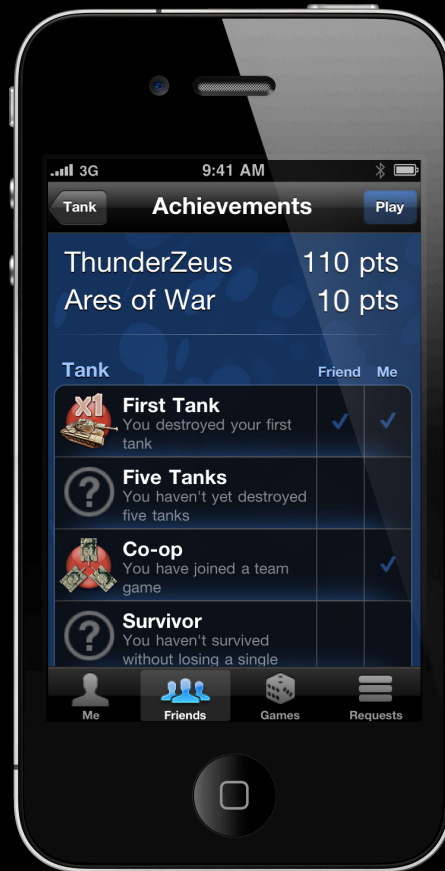 3G 9:41 AM
Tank Achievements Play
ThunderZeus 110 pts
Ares of War 10 pts
Tank Friend Me
X1 First Tank
You destroyed your first
tank
? Five Tanks
You haven't yet destroyed
five tanks
Co-op
You have joined a team
game
? Survivor
You haven't survived
without losing a single
Me Friends Games Requests